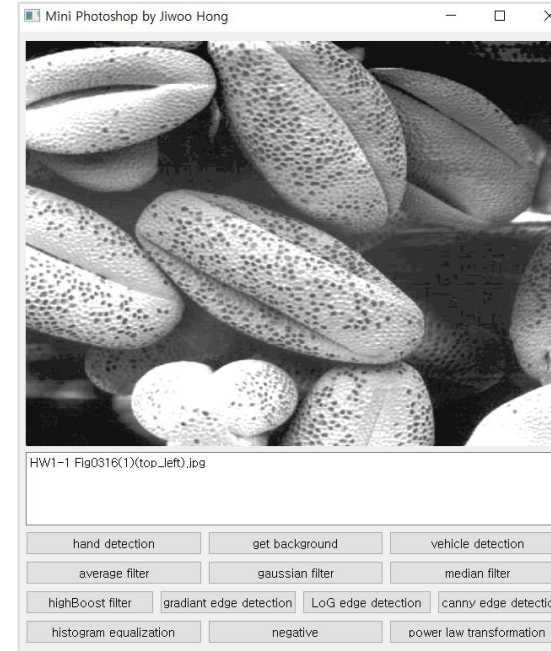 Mini Photoshop by Jiwoo Hong
HW1-1 Fig0316(1)(top_left).jpg
hand detection get background vehicle detection
average filter gaussian filter median filter
highBoost filter gradiant edge detection LoG edge detection canny edge detectio
histogram equalization negative power law transformation